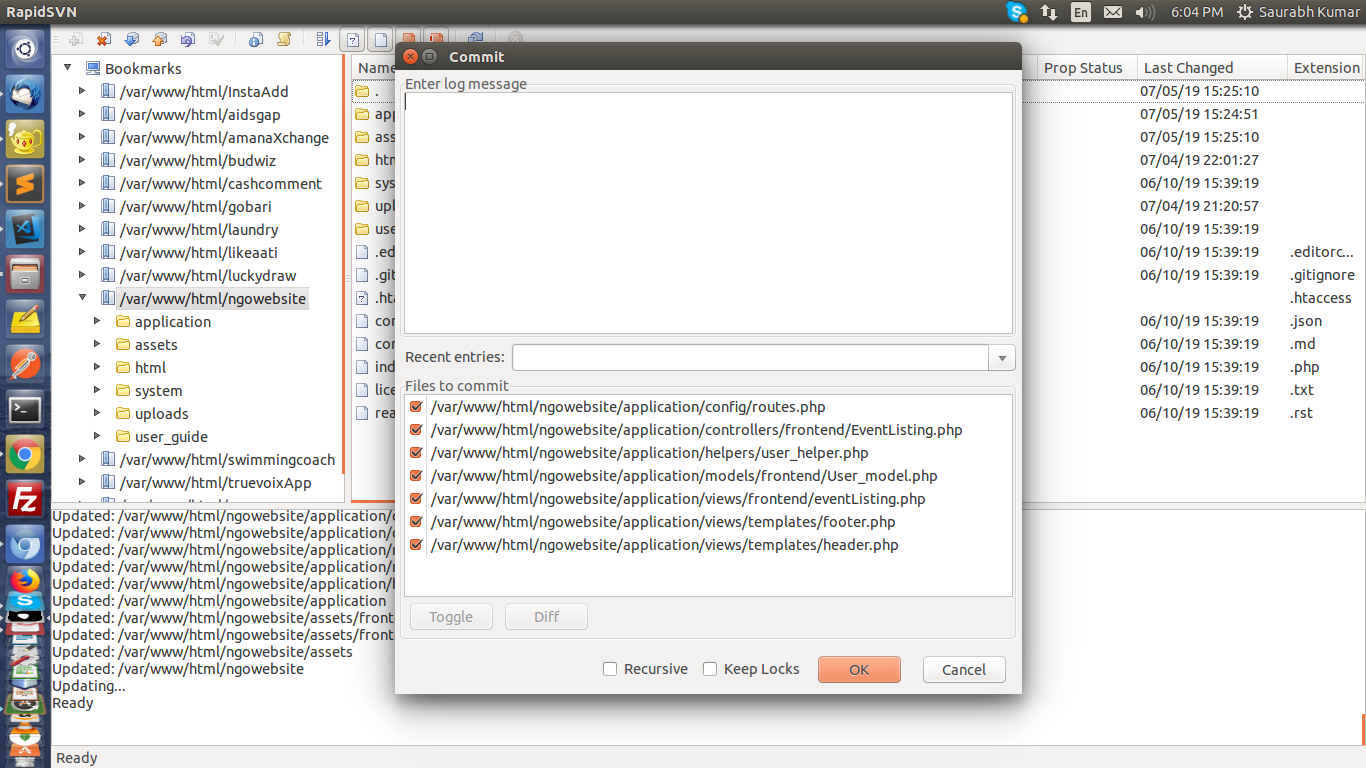 RapidSVN
En
6:04 PM
Saurabh Kumar
Commit
Bookmarks
/var/www/html/InstaAdd
/var/www/html/aidsgap
/var/www/html/amanaXchange
/var/www/html/budwiz
/var/www/html/cashcomment
/var/www/html/gobari
/var/www/html/laundry
/var/www/html/likeaati
/var/www/html/luckydraw
/var/www/html/ngowebsite
application
assets
html
system
uploads
user_guide
/var/www/html/swimmingcoach
/var/www/html/truevoixApp
Name
.
app
ass
htm
sys
upl
use
.ed
.git
.hta
con
con
ind
lice
rea
Enter log message
Recent entries:
Files to commit
/var/www/html/ngowebsite/application/config/routes.php
/var/www/html/ngowebsite/application/controllers/frontend/EventListing.php
/var/www/html/ngowebsite/application/helpers/user_helper.php
/var/www/html/ngowebsite/application/models/frontend/User_model.php
/var/www/html/ngowebsite/application/views/frontend/eventListing.php
/var/www/html/ngowebsite/application/views/templates/footer.php
/var/www/html/ngowebsite/application/views/templates/header.php
Toggle Diff
Recursive Keep Locks OK Cancel
Prop Status Last Changed Extension
07/05/19 15:25:10
07/05/19 15:24:51
07/05/19 15:25:10
07/04/19 22:01:27
06/10/19 15:39:19
07/04/19 21:20:57
06/10/19 15:39:19
06/10/19 15:39:19 .editorc...
06/10/19 15:39:19 .gitignore
.htaccess
06/10/19 15:39:19 .json
06/10/19 15:39:19 .md
06/10/19 15:39:19 .php
06/10/19 15:39:19 .txt
06/10/19 15:39:19 .rst
Updated: /var/www/html/ngowebsite/application/
Updated: /var/www/html/ngowebsite/application/
Updated: /var/www/html/ngowebsite/application/
Updated: /var/www/html/ngowebsite/application/
Updated: /var/www/html/ngowebsite/application/
Updated: /var/www/html/ngowebsite/application
Updated: /var/www/html/ngowebsite/assets/front
Updated: /var/www/html/ngowebsite/assets/front
Updated: /var/www/html/ngowebsite/assets
Updated: /var/www/html/ngowebsite
Updating...
Ready
Ready